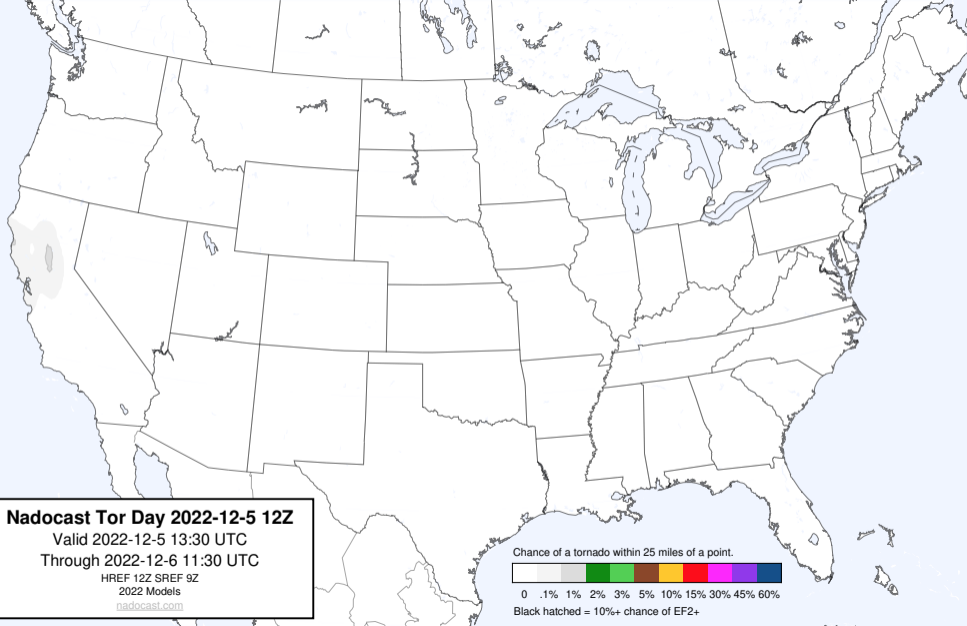 Nadocast Tor Day 2022-12-5 12Z
Valid 2022-12-5 13:30 UTC
Through 2022-12-6 11:30 UTC
HREF 12Z SREF 9Z
2022 Models
nadocast.com
Chance of a tornado within 25 miles of a point.
0 .1% 1% 2% 3% 5% 10% 15% 30% 45% 60%
Black hatched = 10%+ chance of EF2+